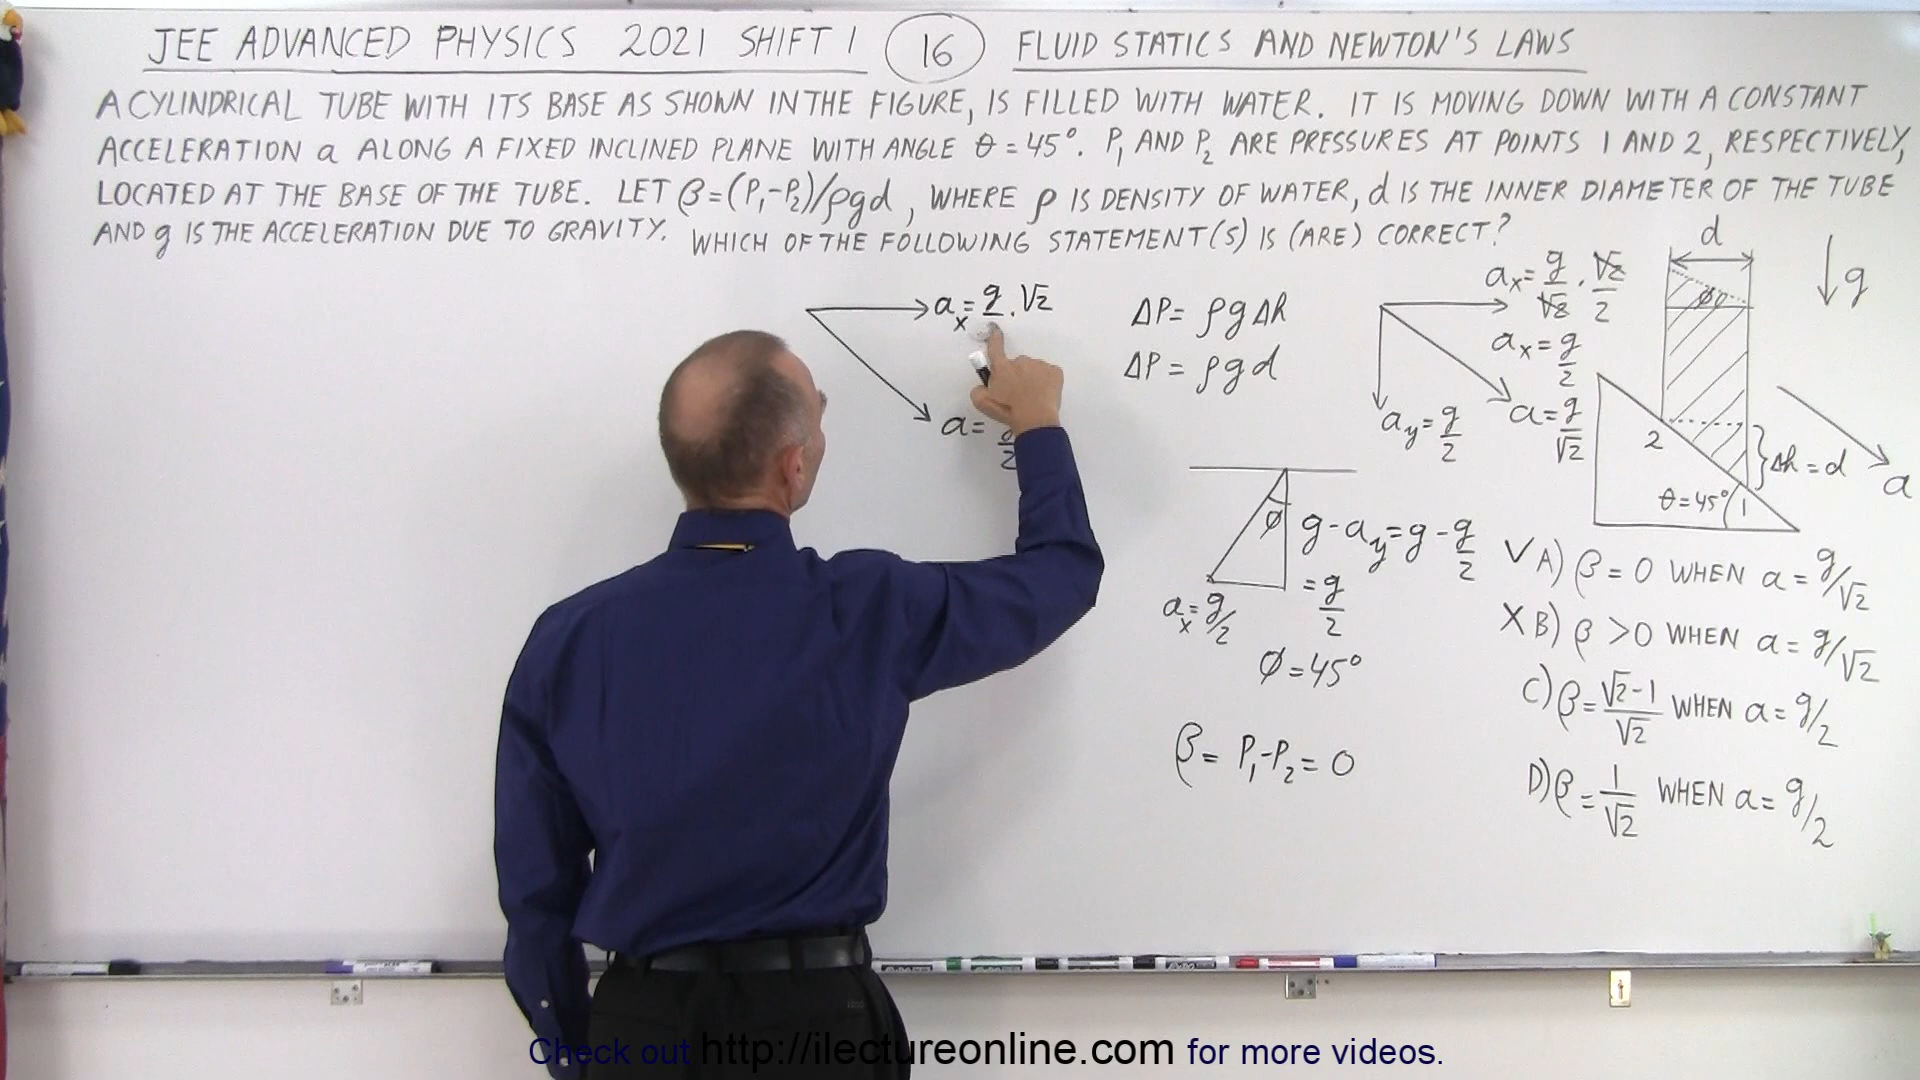 JEE ADVANCED PHYSICS 2021 SHIFT 1 16 FLUID STATICS AND NEWTON'S LAWS
A CYLINDRICAL TUBE WITH ITS BASE AS SHOWN IN THE FIGURE, IS FILLED WITH WATER. IT IS MOVING DOWN WITH A CONSTANT
ACCELERATION a ALONG A FIXED INCLINED PLANE WITH ANGLE θ = 45°. P₁ AND P₂ ARE PRESSURES AT POINTS 1 AND 2, RESPECTIVELY,
LOCATED AT THE BASE OF THE TUBE. LET β = (P₁-P₂)/ρgd, WHERE ρ IS DENSITY OF WATER, d IS THE INNER DIAMETER OF THE TUBE
AND g IS THE ACCELERATION DUE TO GRAVITY. WHICH OF THE FOLLOWING STATEMENT(S) IS (ARE) CORRECT?
aₓ = g/ . √2
a =
ΔP = ρgΔh
ΔP = ρgd
aₓ = g/√2 . √2/2
aₓ = g/2
a = g/√2
a_y = g/2
d
g
ϕ
2
Δh = d
θ = 45°
1
a
ϕ
g - a_y = g - g/2
= g/2
aₓ = g/2
ϕ = 45°
β = P₁-P₂ = 0
√ A) β = 0 WHEN a = g/√2
X B) β > 0 WHEN a = g/√2
C) β = √2-1/√2 WHEN a = g/2
D) β = 1/√2 WHEN a = g/2
Check out http://ilectureonline.com for more videos.